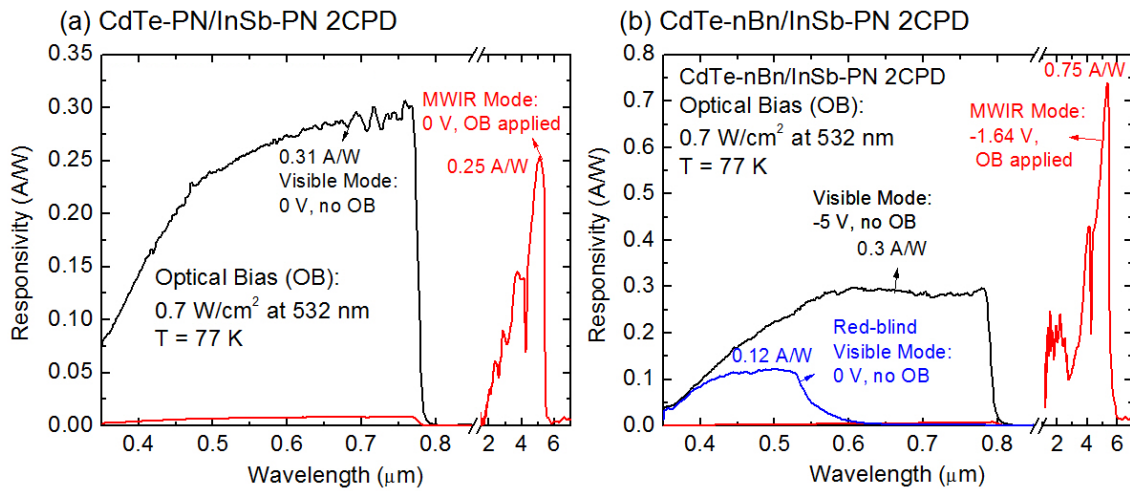 (a) CdTe-PN/InSb-PN 2CPD
Responsivity (A/W)
0.35
0.30
0.25
0.20
0.15
0.10
0.05
0.00
MWIR Mode:
0 V, OB applied
0.25 A/W
0.31 A/W
Visible Mode:
0 V, no OB
Optical Bias (OB):
0.7 W/cm² at 532 nm
T = 77 K
0.4 0.5 0.6 0.7 0.8 2 4 6
Wavelength (μm)
(b) CdTe-nBn/InSb-PN 2CPD
Responsivity (A/W)
0.8
0.7
0.6
0.5
0.4
0.3
0.2
0.1
0.0
CdTe-nBn/InSb-PN 2CPD
Optical Bias (OB):
0.7 W/cm² at 532 nm
T = 77 K
0.75 A/W
MWIR Mode:
-1.64 V,
OB applied
Visible Mode:
-5 V, no OB
0.3 A/W
Red-blind
Visible Mode:
0 V, no OB
0.12 A/W
0.4 0.5 0.6 0.7 0.8 2 4 6
Wavelength (μm)